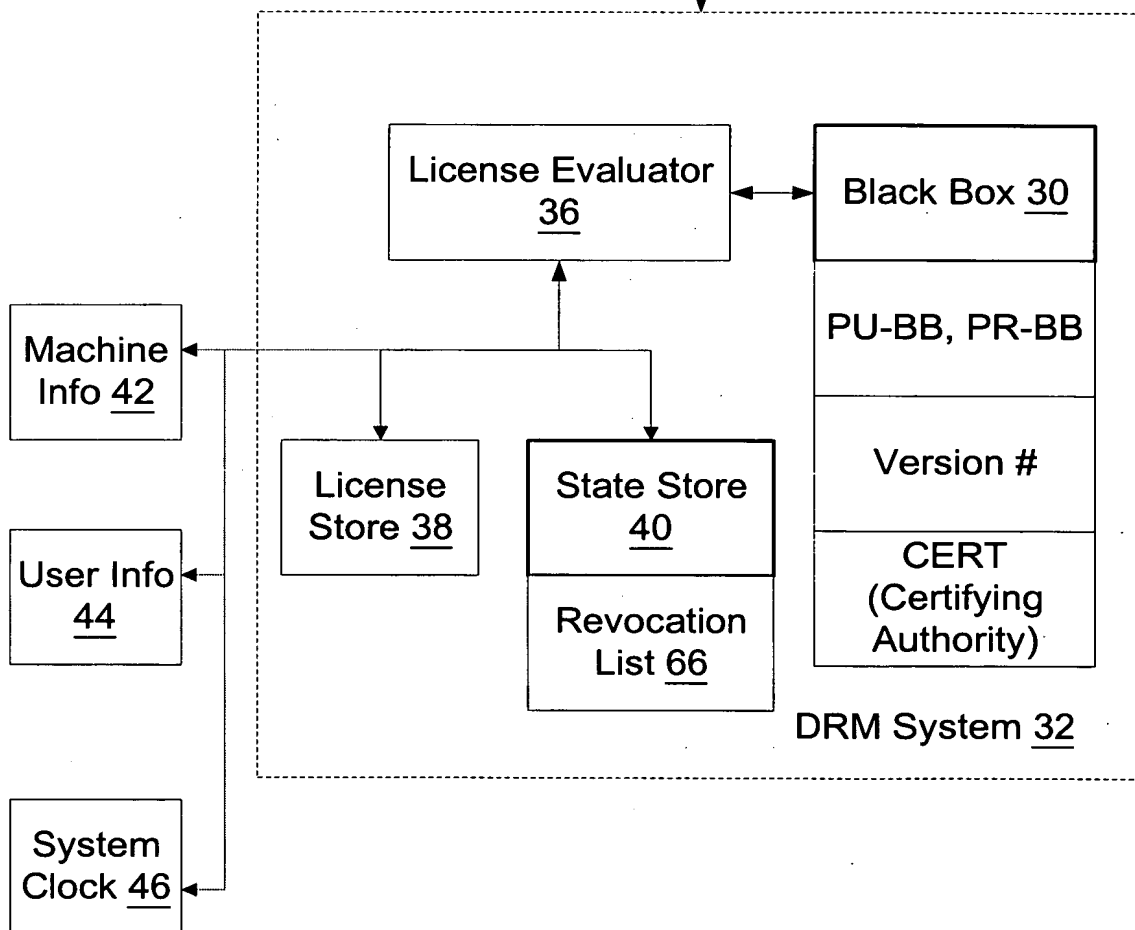 License Evaluator
36
Black Box 30
PU-BB, PR-BB
Machine
Info 42
Version #
License
Store 38
State Store
40
CERT
(Certifying
Authority)
User Info
44
Revocation
List 66
DRM System 32
System
Clock 46